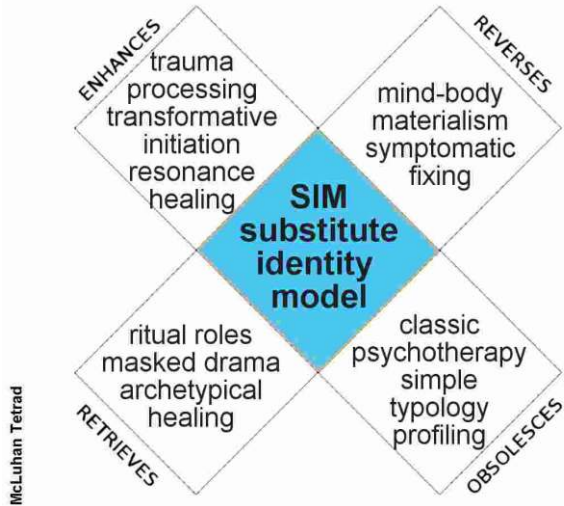 ENHANCES
trauma
processing
transformative
initiation
resonance
healing
REVERSES
mind-body
materialism
symptomatic
fixing
SIM
substitute
identity
model
ritual roles
masked drama
archetypical
healing
RETRIEVES
classic
psychotherapy
simple
typology
profiling
OBSOLESCES
McLuhan Tetrad